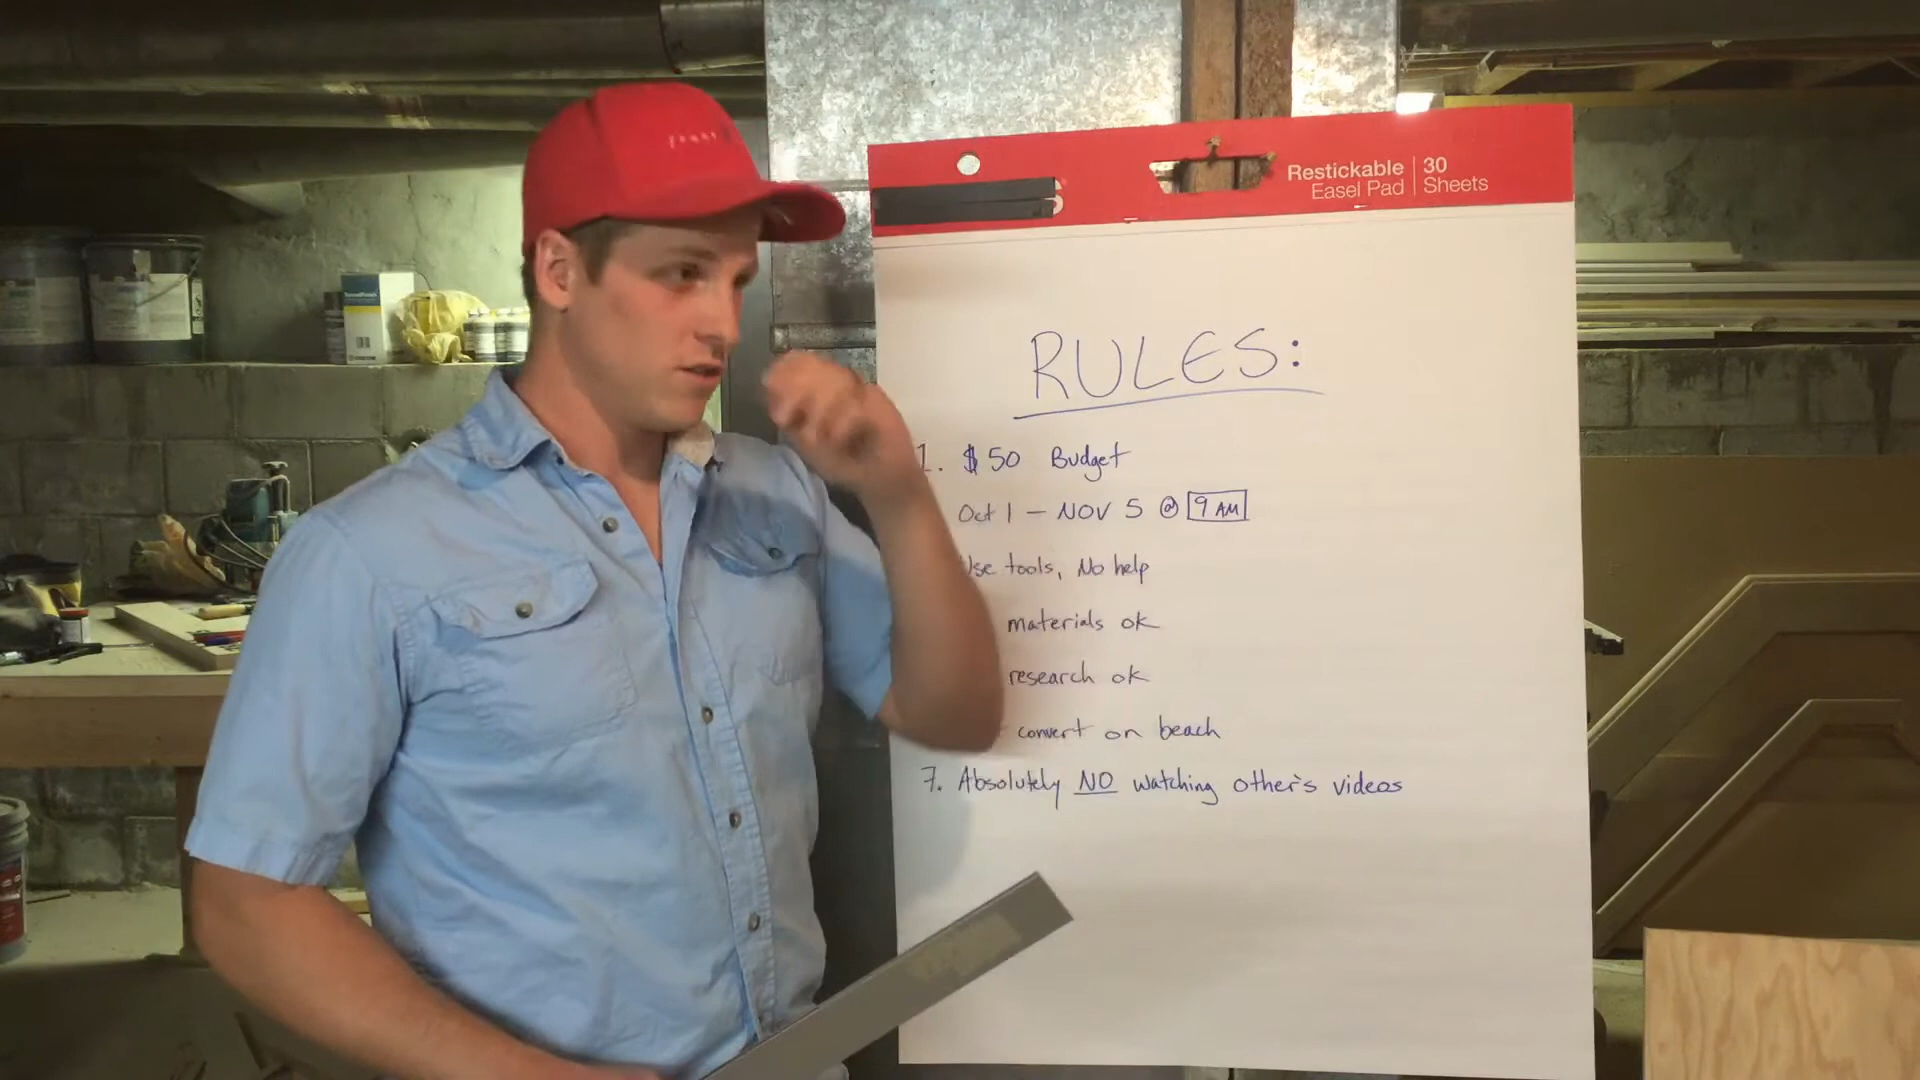 Restickable 30
Easel Pad Sheets
RULES:
1. $50 Budget
Oct 1 - NOV 5 @ 9 AM
Use tools, No help
materials ok
research ok
convert on beach
7. Absolutely NO watching other's videos